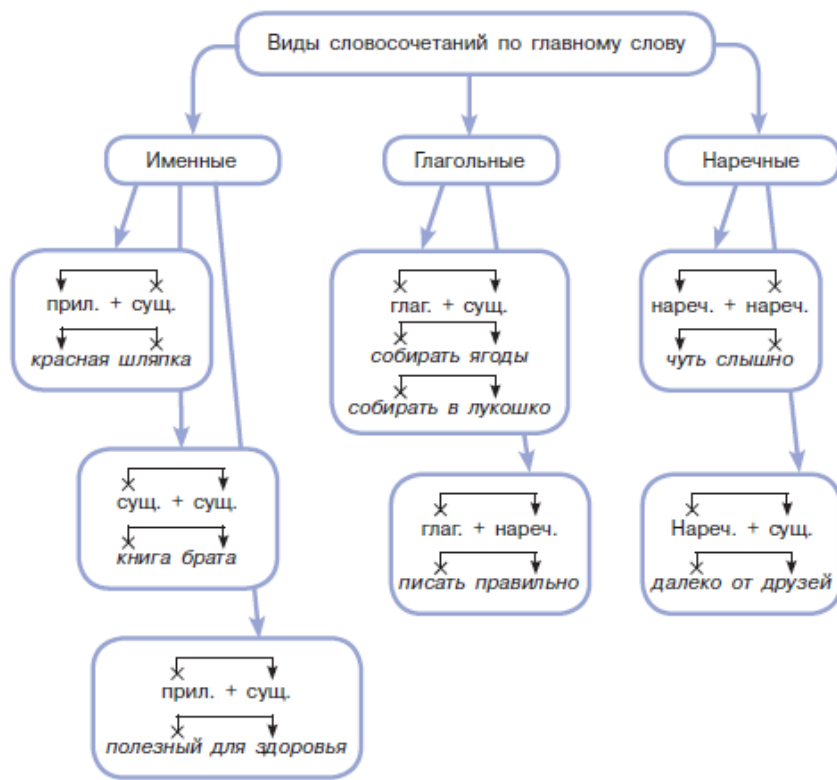 Виды словосочетаний по главному слову
Именные
Глагольные
Наречные
прил. + сущ.
красная шляпка
глаг. + сущ.
собирать ягоды
собирать в лукошко
нареч. + нареч.
чуть слышно
сущ. + сущ.
книга брата
глаг. + нареч.
писать правильно
Нареч. + сущ.
далеко от друзей
прил. + сущ.
полезный для здоровья